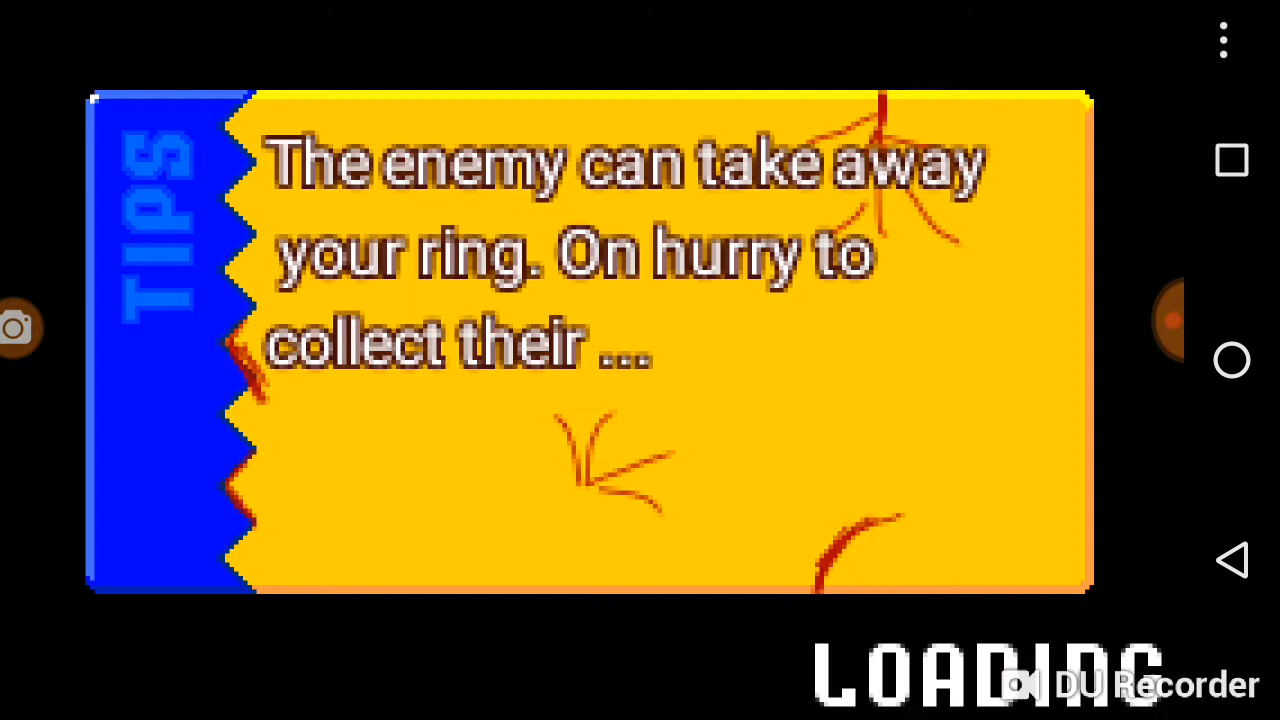 TIPS
The enemy can take away
your ring. On hurry to
collect their ...
LOADING
DU Recorder